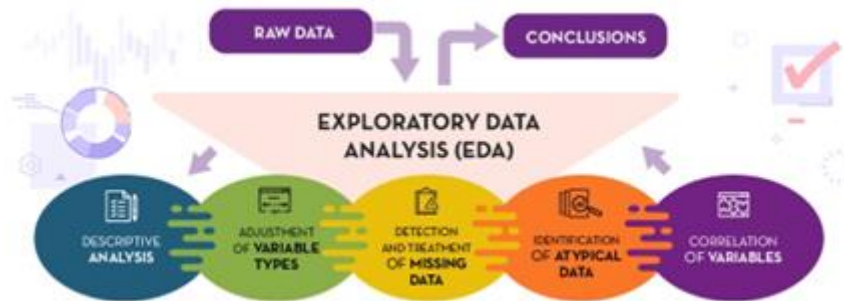 RAW DATA
CONCLUSIONS
EXPLORATORY DATA
ANALYSIS (EDA)
DESCRIPTIVE
ANALYSIS
ADJUSTMENT
OF VARIABLE
TYPES
DETECTION
AND TREATMENT
OF MISSING
DATA
IDENTIFICATION
OF ATYPICAL
DATA
CORRELATION
OF VARIABLES